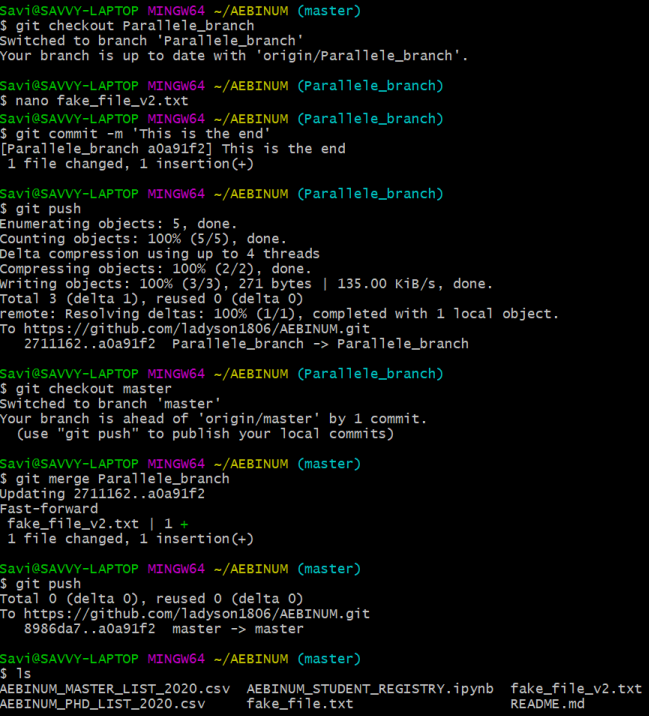 Savi@SAVVY-LAPTOP MINGW64 ~/AEBINUM (master)
$ git checkout Parallele_branch
Switched to branch 'Parallele_branch'
Your branch is up to date with 'origin/Parallele_branch'.
Savi@SAVVY-LAPTOP MINGW64 ~/AEBINUM (Parallele_branch)
$ nano fake_file_v2.txt
Savi@SAVVY-LAPTOP MINGW64 ~/AEBINUM (Parallele_branch)
$ git commit -m 'This is the end'
[Parallele_branch a0a91f2] This is the end
 1 file changed, 1 insertion(+)
Savi@SAVVY-LAPTOP MINGW64 ~/AEBINUM (Parallele_branch)
$ git push
Enumerating objects: 5, done.
Counting objects: 100% (5/5), done.
Delta compression using up to 4 threads
Compressing objects: 100% (2/2), done.
Writing objects: 100% (3/3), 271 bytes | 135.00 KiB/s, done.
Total 3 (delta 1), reused 0 (delta 0)
remote: Resolving deltas: 100% (1/1), completed with 1 local object.
To https://github.com/ladyson1806/AEBINUM.git
   2711162..a0a91f2  Parallele_branch -> Parallele_branch
Savi@SAVVY-LAPTOP MINGW64 ~/AEBINUM (Parallele_branch)
$ git checkout master
Switched to branch 'master'
Your branch is ahead of 'origin/master' by 1 commit.
  (use "git push" to publish your local commits)
Savi@SAVVY-LAPTOP MINGW64 ~/AEBINUM (master)
$ git merge Parallele_branch
Updating 2711162..a0a91f2
Fast-forward
 fake_file_v2.txt | 1 +
 1 file changed, 1 insertion(+)
Savi@SAVVY-LAPTOP MINGW64 ~/AEBINUM (master)
$ git push
Total 0 (delta 0), reused 0 (delta 0)
To https://github.com/ladyson1806/AEBINUM.git
   8986da7..a0a91f2  master -> master
Savi@SAVVY-LAPTOP MINGW64 ~/AEBINUM (master)
$ ls
AEBINUM_MASTER_LIST_2020.csv  AEBINUM_STUDENT_REGISTRY.ipynb  fake_file_v2.txt
AEBINUM_PHD_LIST_2020.csv     fake_file.txt                   README.md